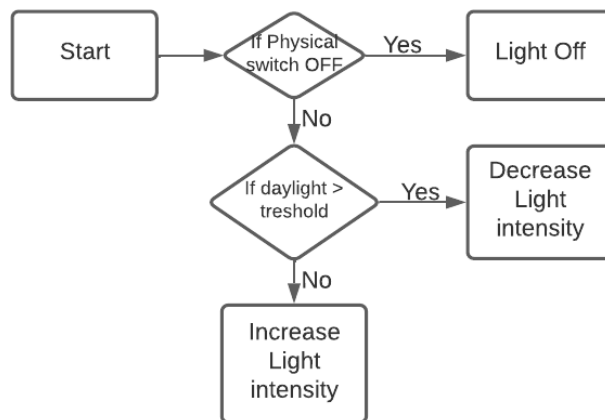 Start
If Physical
switch OFF
Yes
Light Off
No
If daylight >
treshold
Yes
Decrease
Light
intensity
No
Increase
Light
intensity